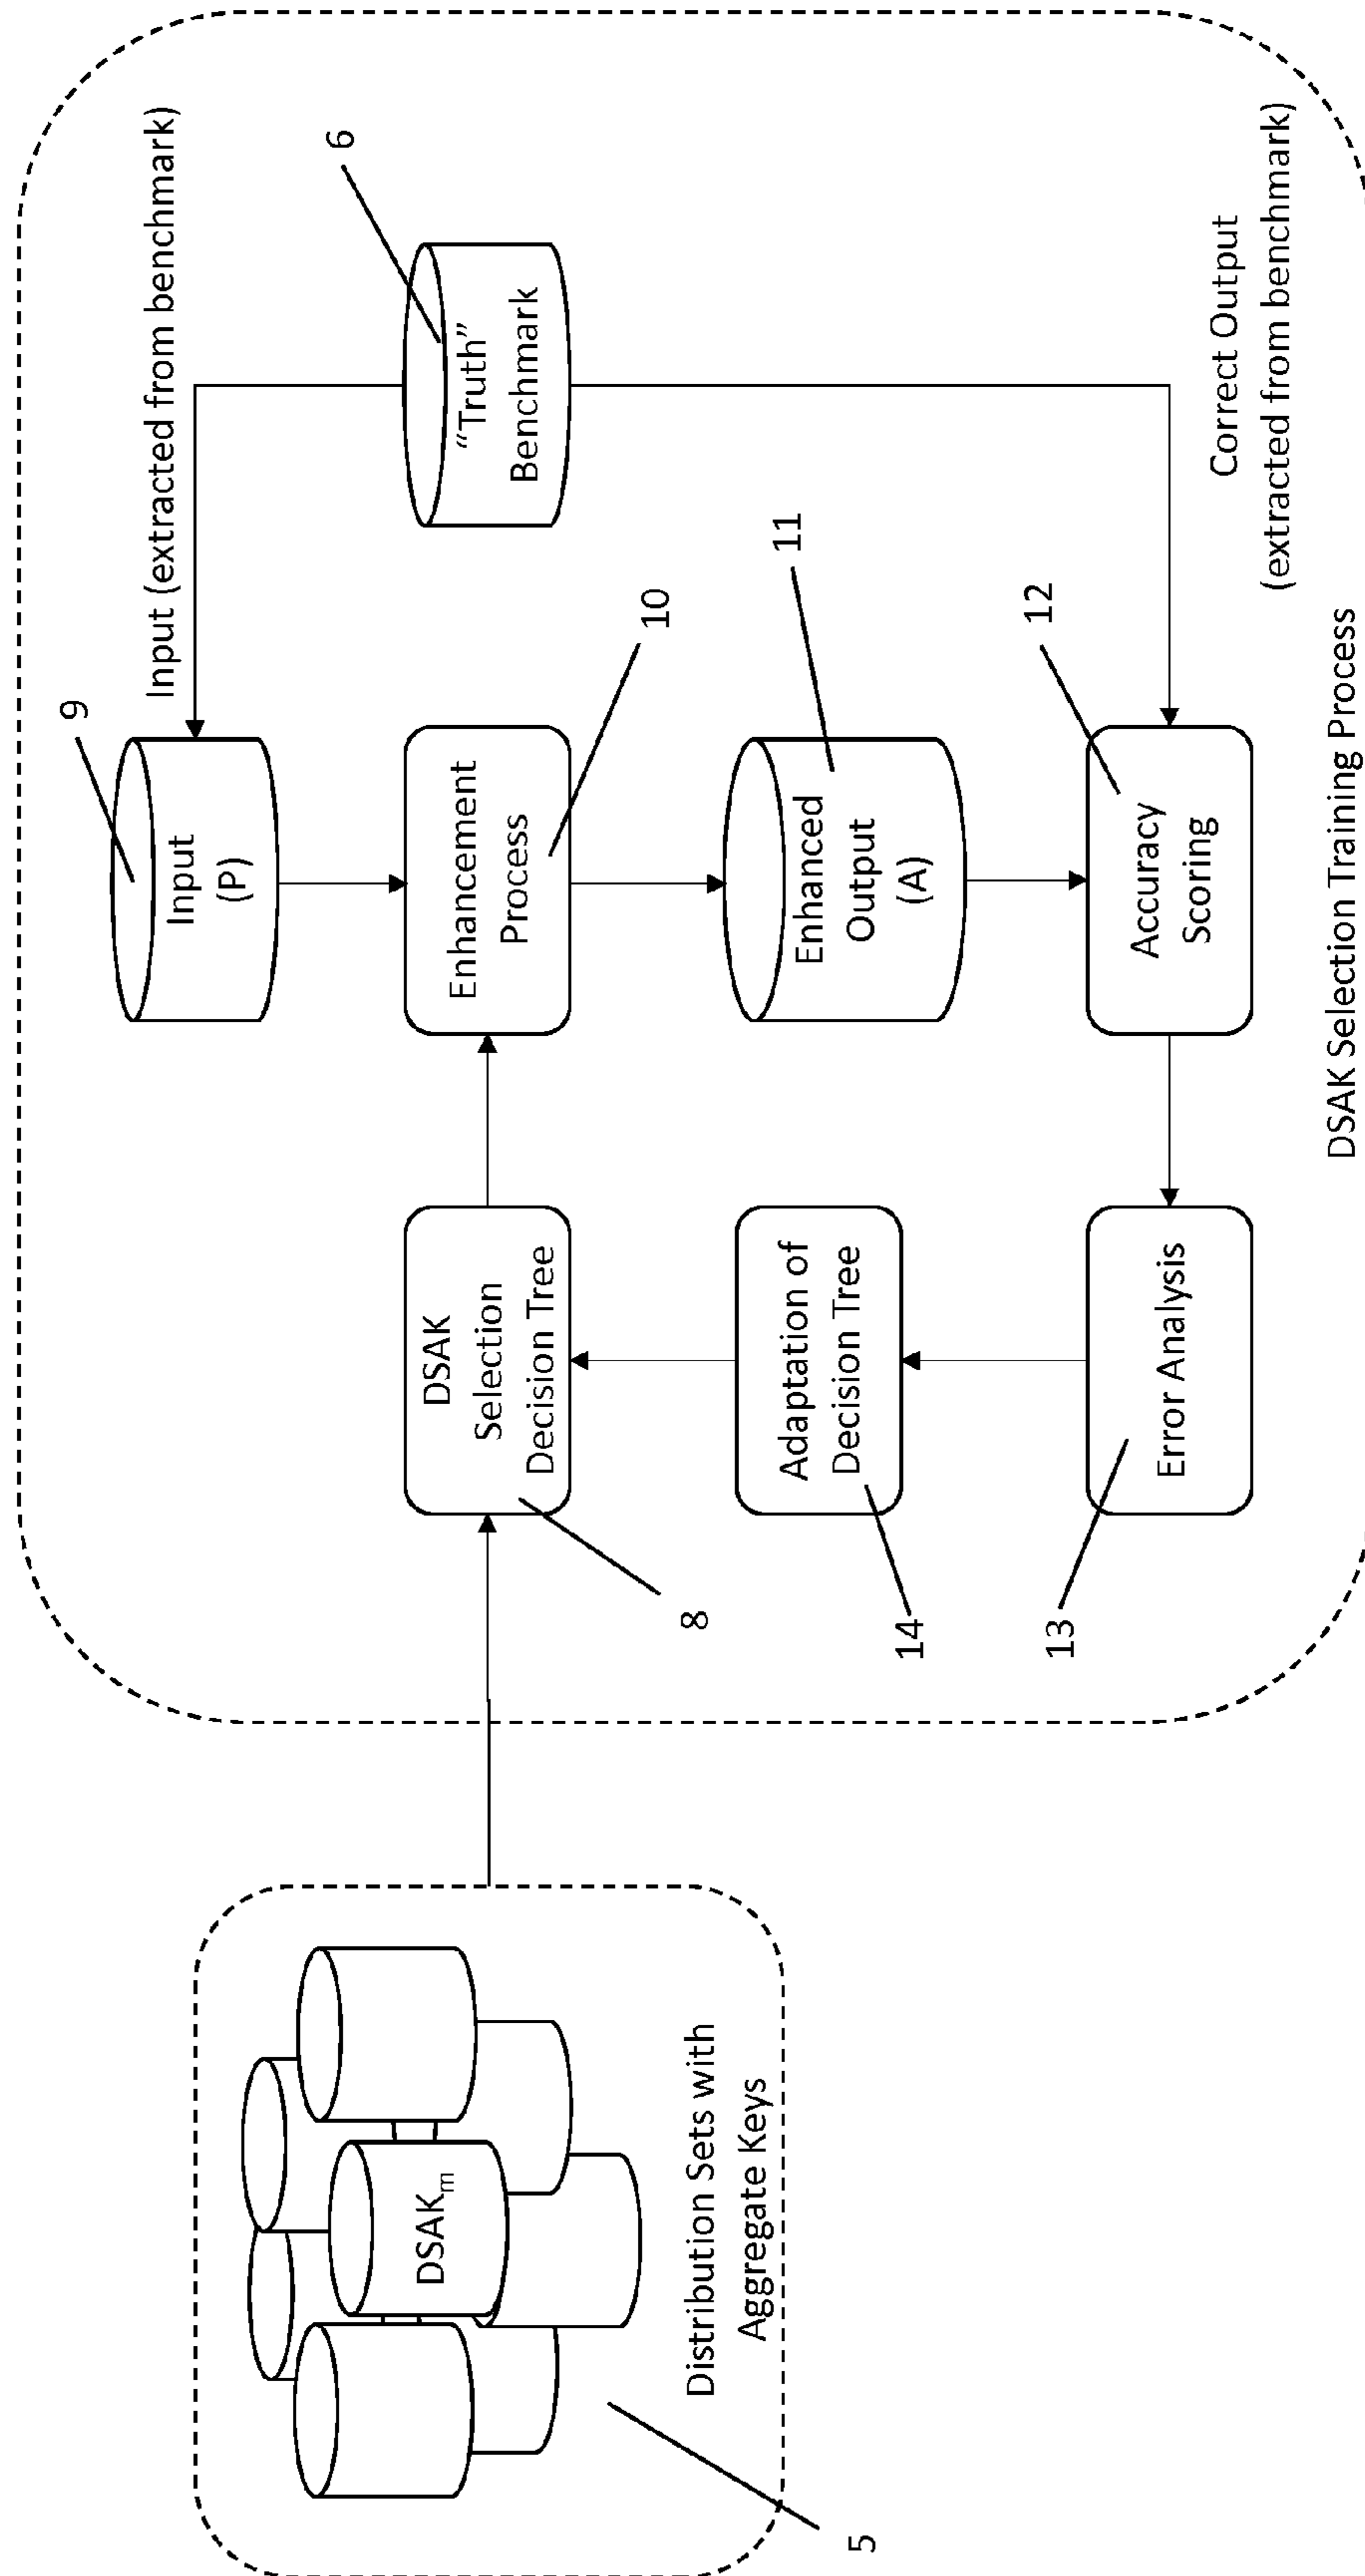 5
DSAKₘ
Distribution Sets with
Aggregate Keys
8
DSAK
Selection
Decision Tree
14
Adaptation of
Decision Tree
13
Error Analysis
9
Input
(P)
Input (extracted from benchmark)
10
Enhancement
Process
11
Enhanced
Output
(A)
12
Accuracy
Scoring
6
“Truth”
Benchmark
Correct Output
(extracted from benchmark)
DSAK Selection Training Process